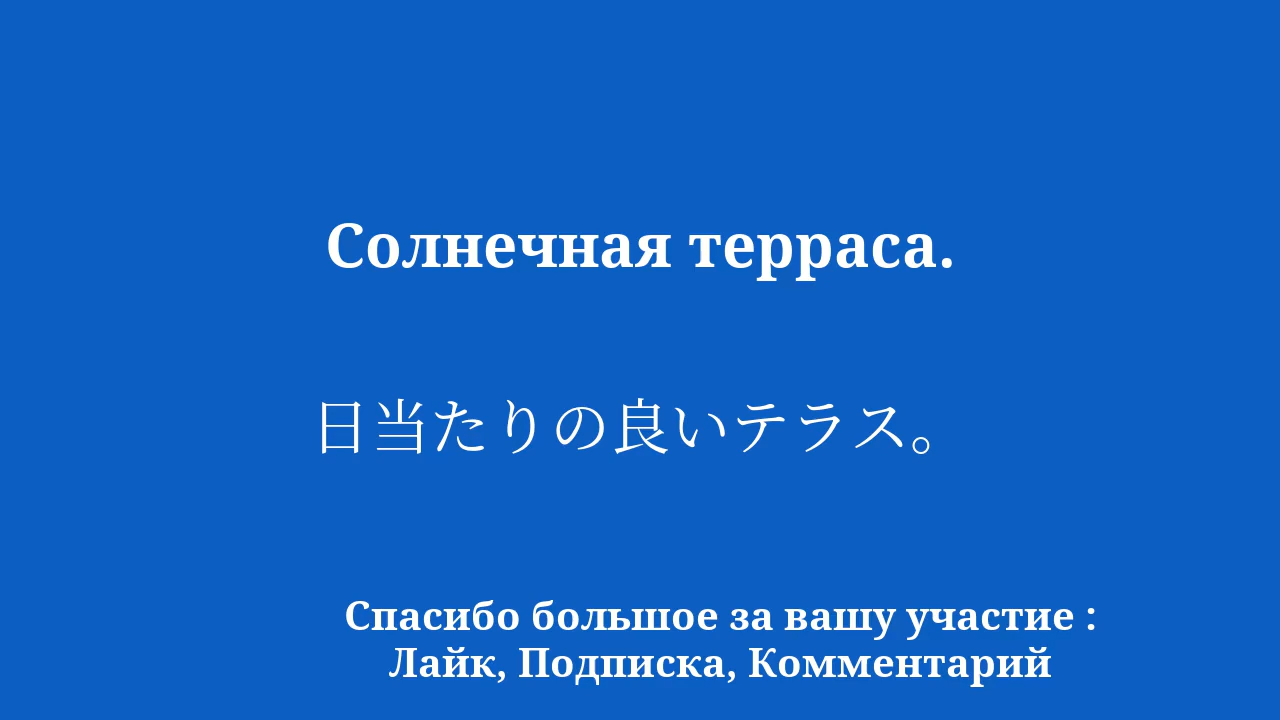 Солнечная терраса.
日当たりの良いテラス。
Спасибо большое за вашу участие :
Лайк, Подписка, Комментарий